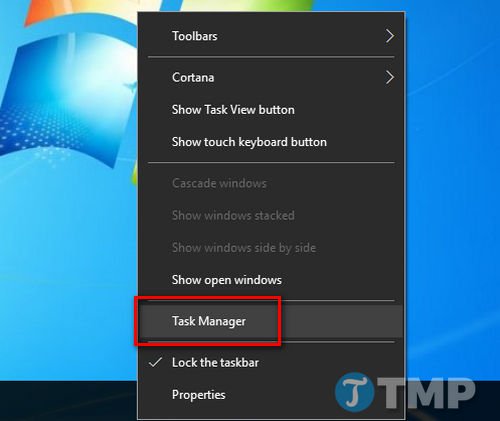 Toolbars
Cortana
Show Task View button
Show touch keyboard button
Cascade windows
Show windows stacked
Show windows side by side
Show open windows
Task Manager
Lock the taskbar
Properties
TMP